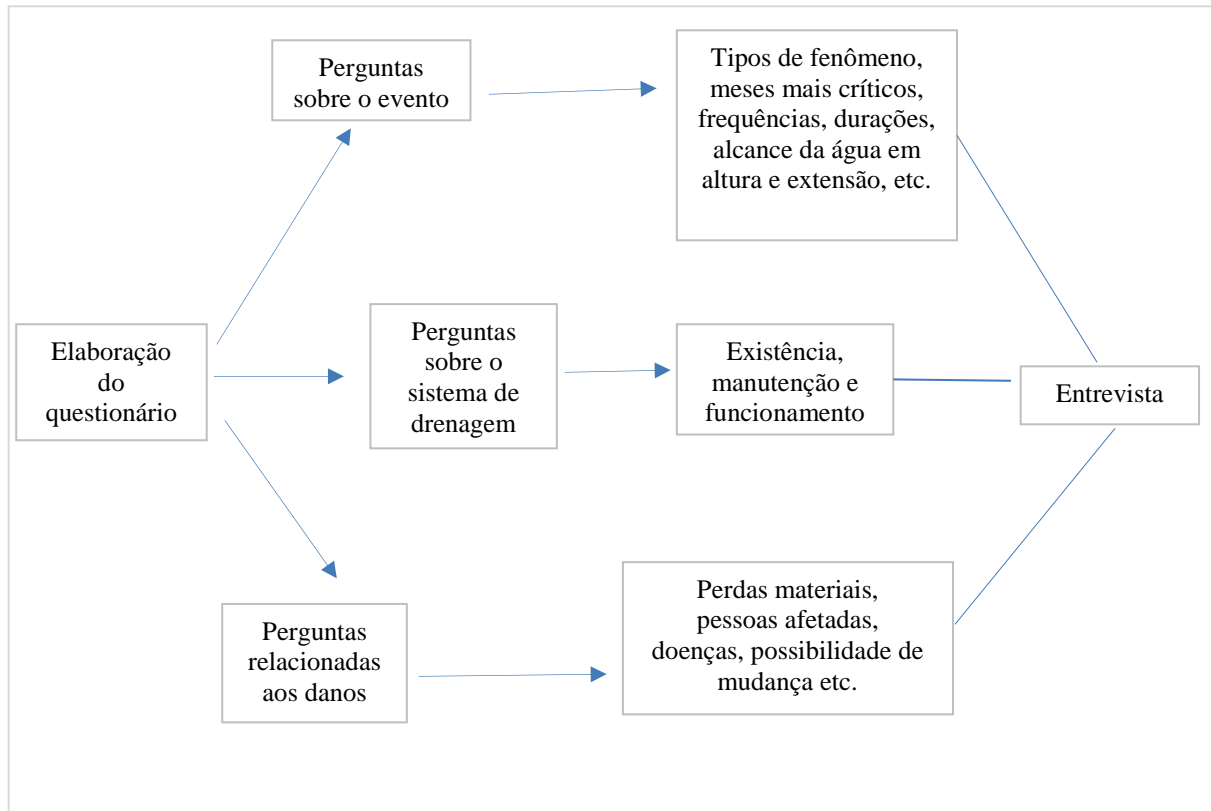 Perguntas
sobre o evento
Tipos de fenômeno,
meses mais críticos,
frequências, durações,
alcance da água em
altura e extensão, etc.
Elaboração
do
questionário
Perguntas
sobre o
sistema de
drenagem
Existência,
manutenção e
funcionamento
Entrevista
Perguntas
relacionadas
aos danos
Perdas materiais,
pessoas afetadas,
doenças, possibilidade de
mudança etc.